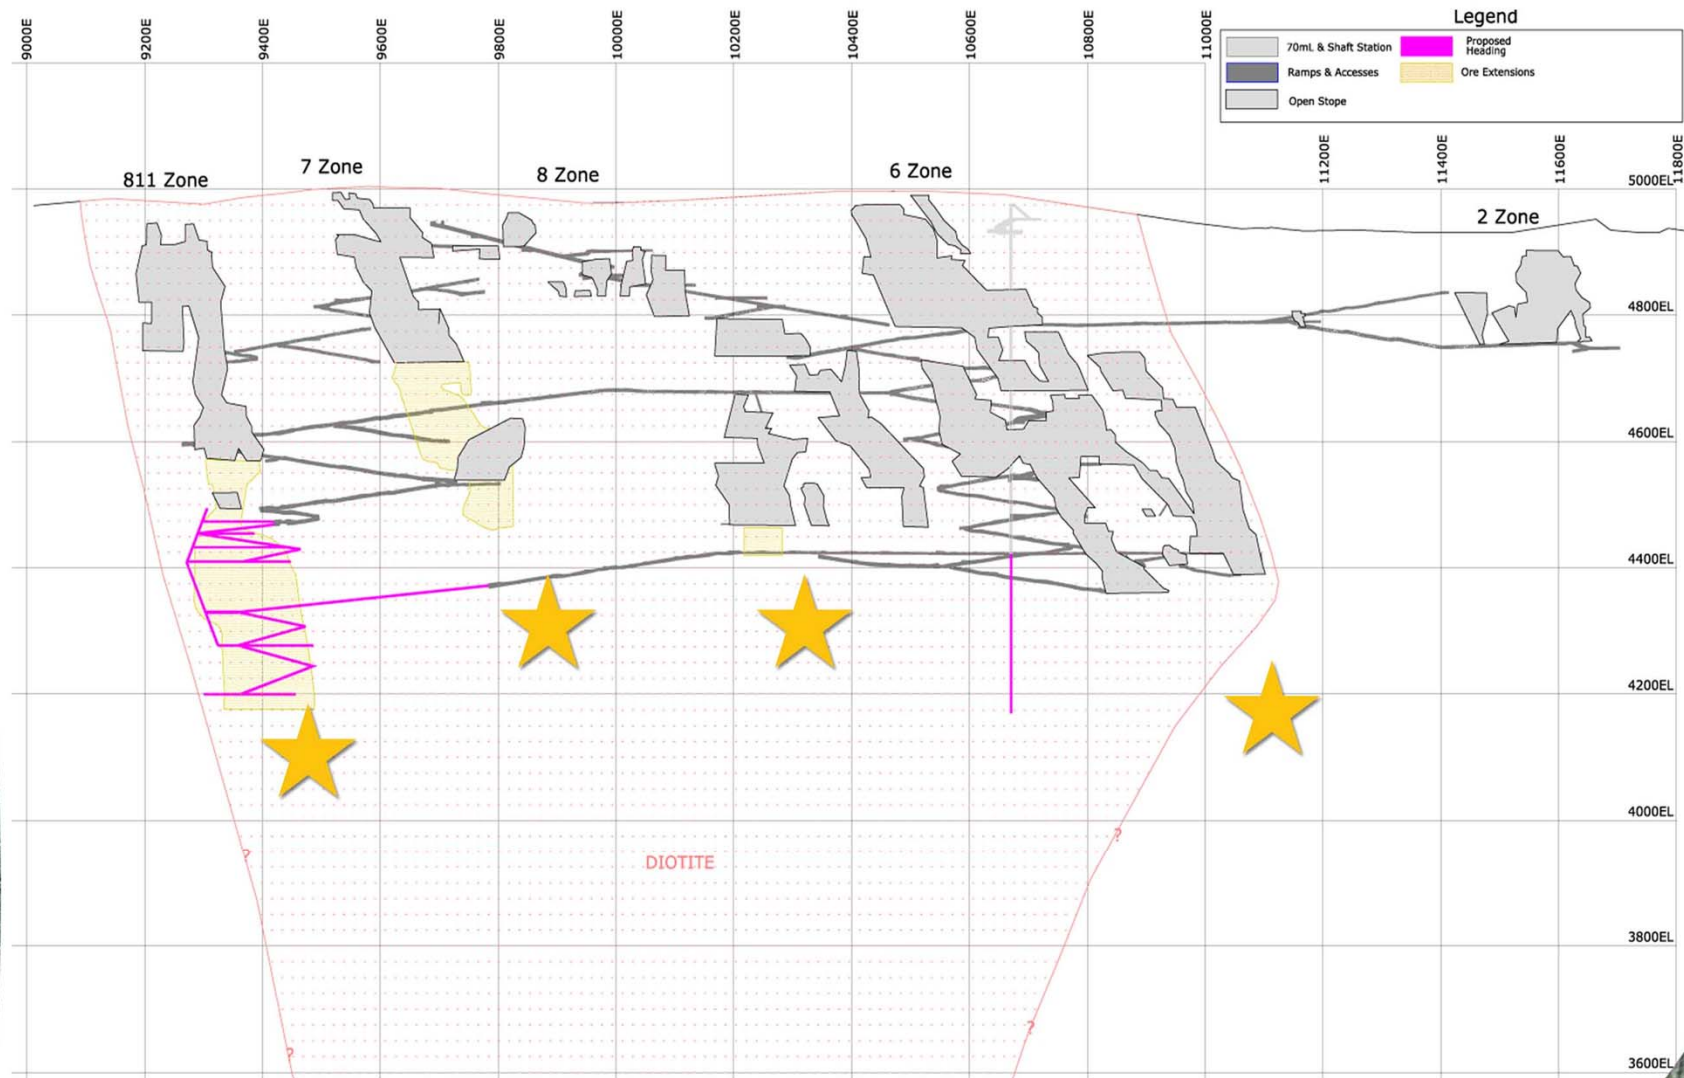 9000E
9200E
9400E
9600E
9800E
10000E
10200E
10400E
10600E
10800E
11000E
Legend
70mL & Shaft Station
Proposed
Heading
Ramps & Accesses
Ore Extensions
Open Stope
11200E
11400E
11600E
11800E
811 Zone
7 Zone
8 Zone
6 Zone
2 Zone
5000EL
4800EL
4600EL
4400EL
4200EL
4000EL
?
?
DIOTITE
3800EL
?
?
3600EL